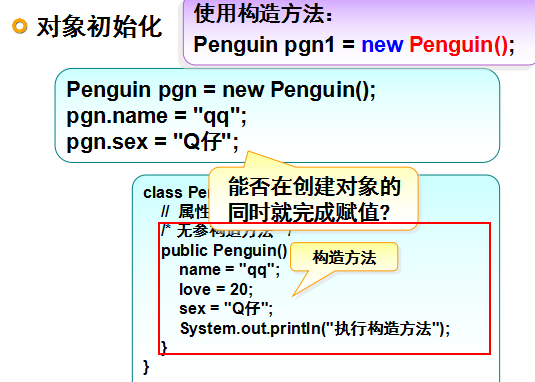 对象初始化
使用构造方法：
Penguin pgn1 = new Penguin();
Penguin pgn = new Penguin();
pgn.name = "qq";
pgn.sex = "Q仔";
能否在创建对象的
同时就完成赋值?
class Pe
// 属性
/* 无参构造方法 */
public Penguin()
构造方法
name = "qq";
love = 20;
sex = "Q仔";
System.out.println("执行构造方法");
}
}